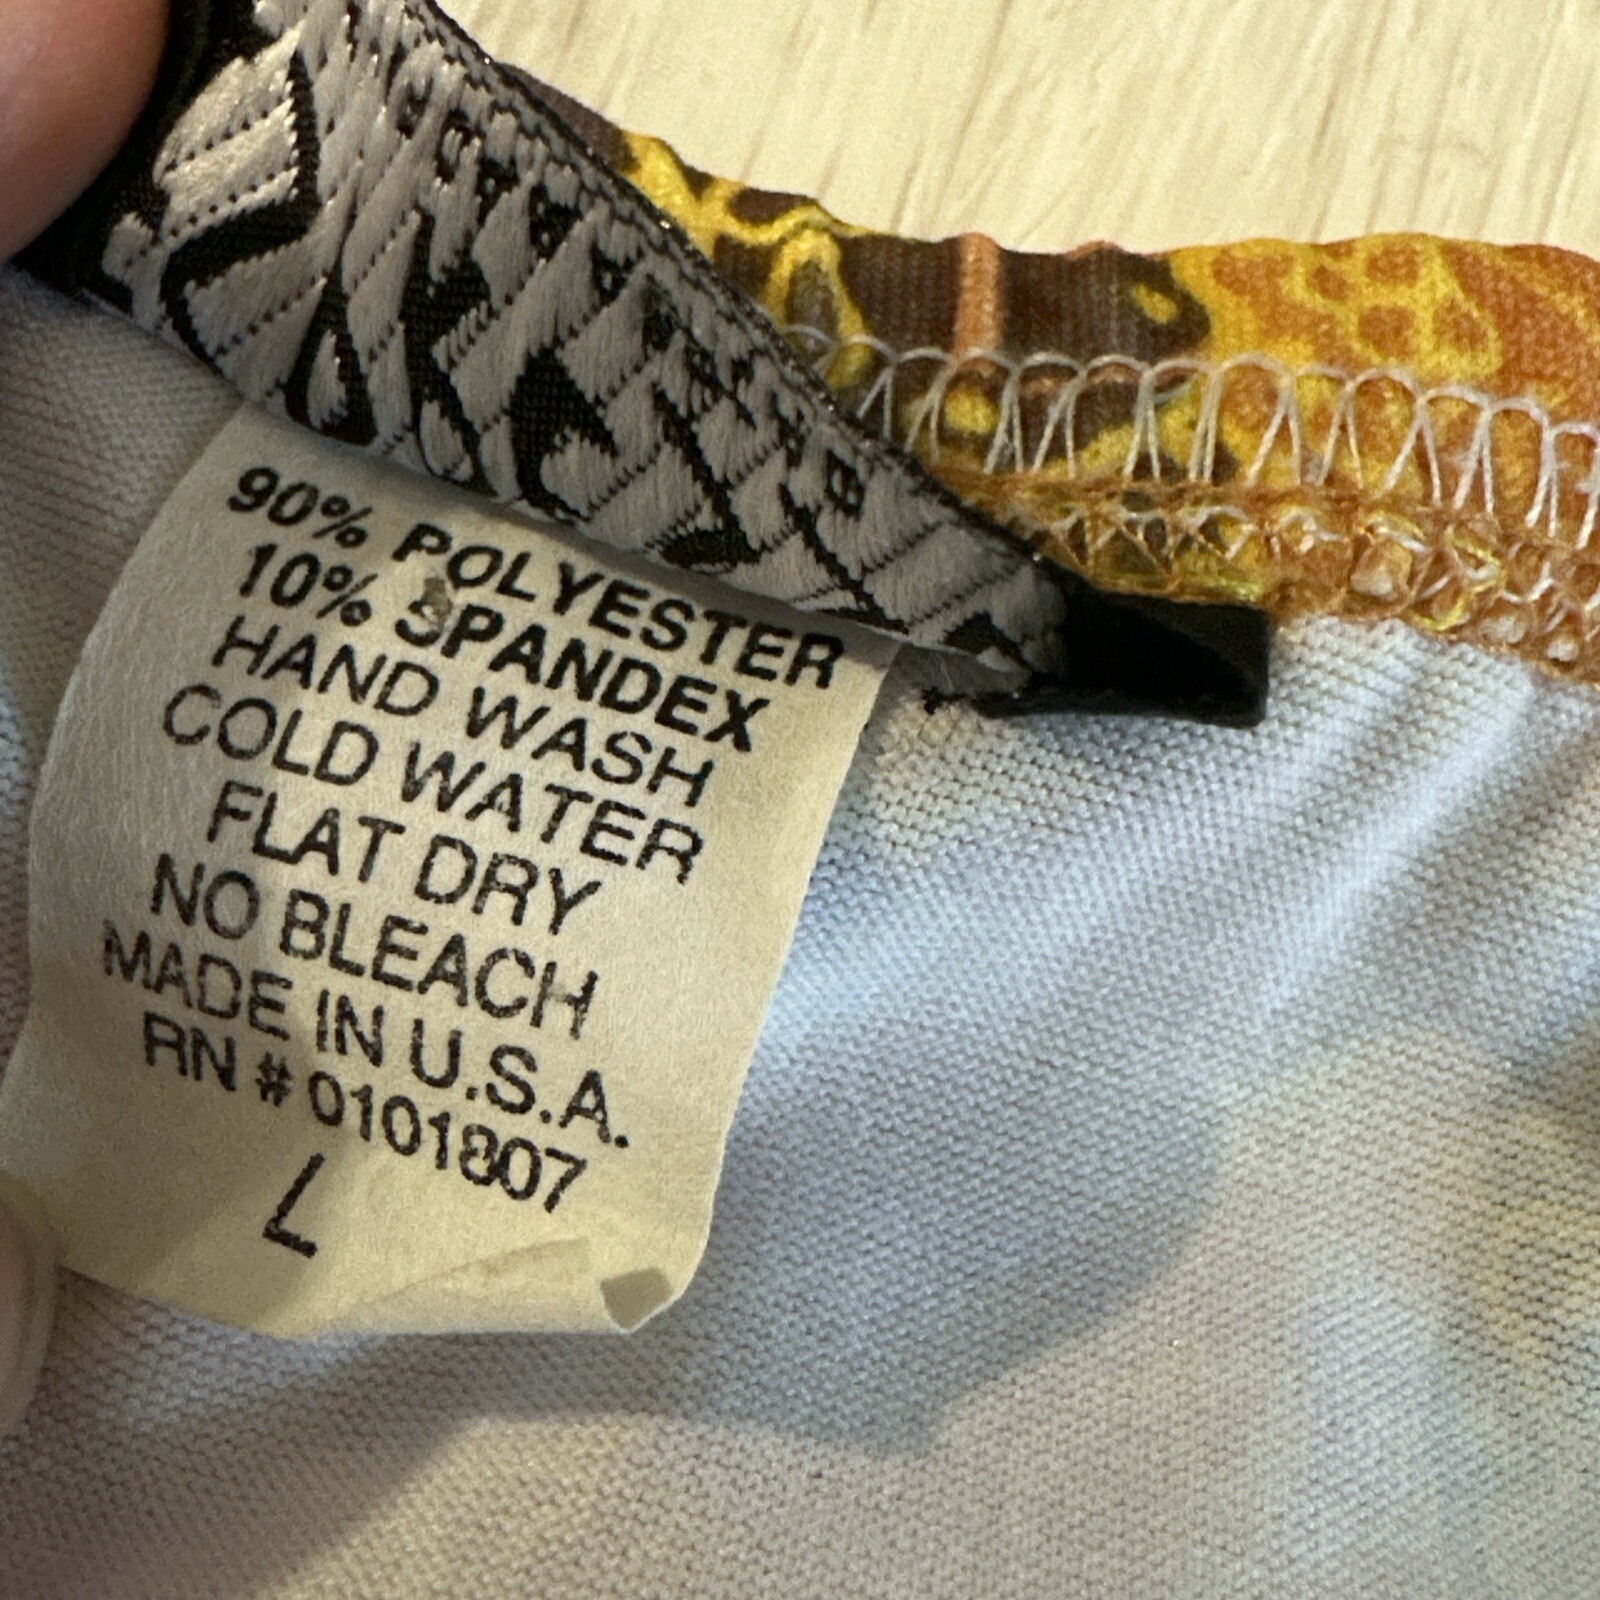 90% POLYESTER
10% SPANDEX
HAND WASH
COLD WATER
FLAT DRY
NO BLEACH
MADE IN U.S.A.
RN # 0101807
L